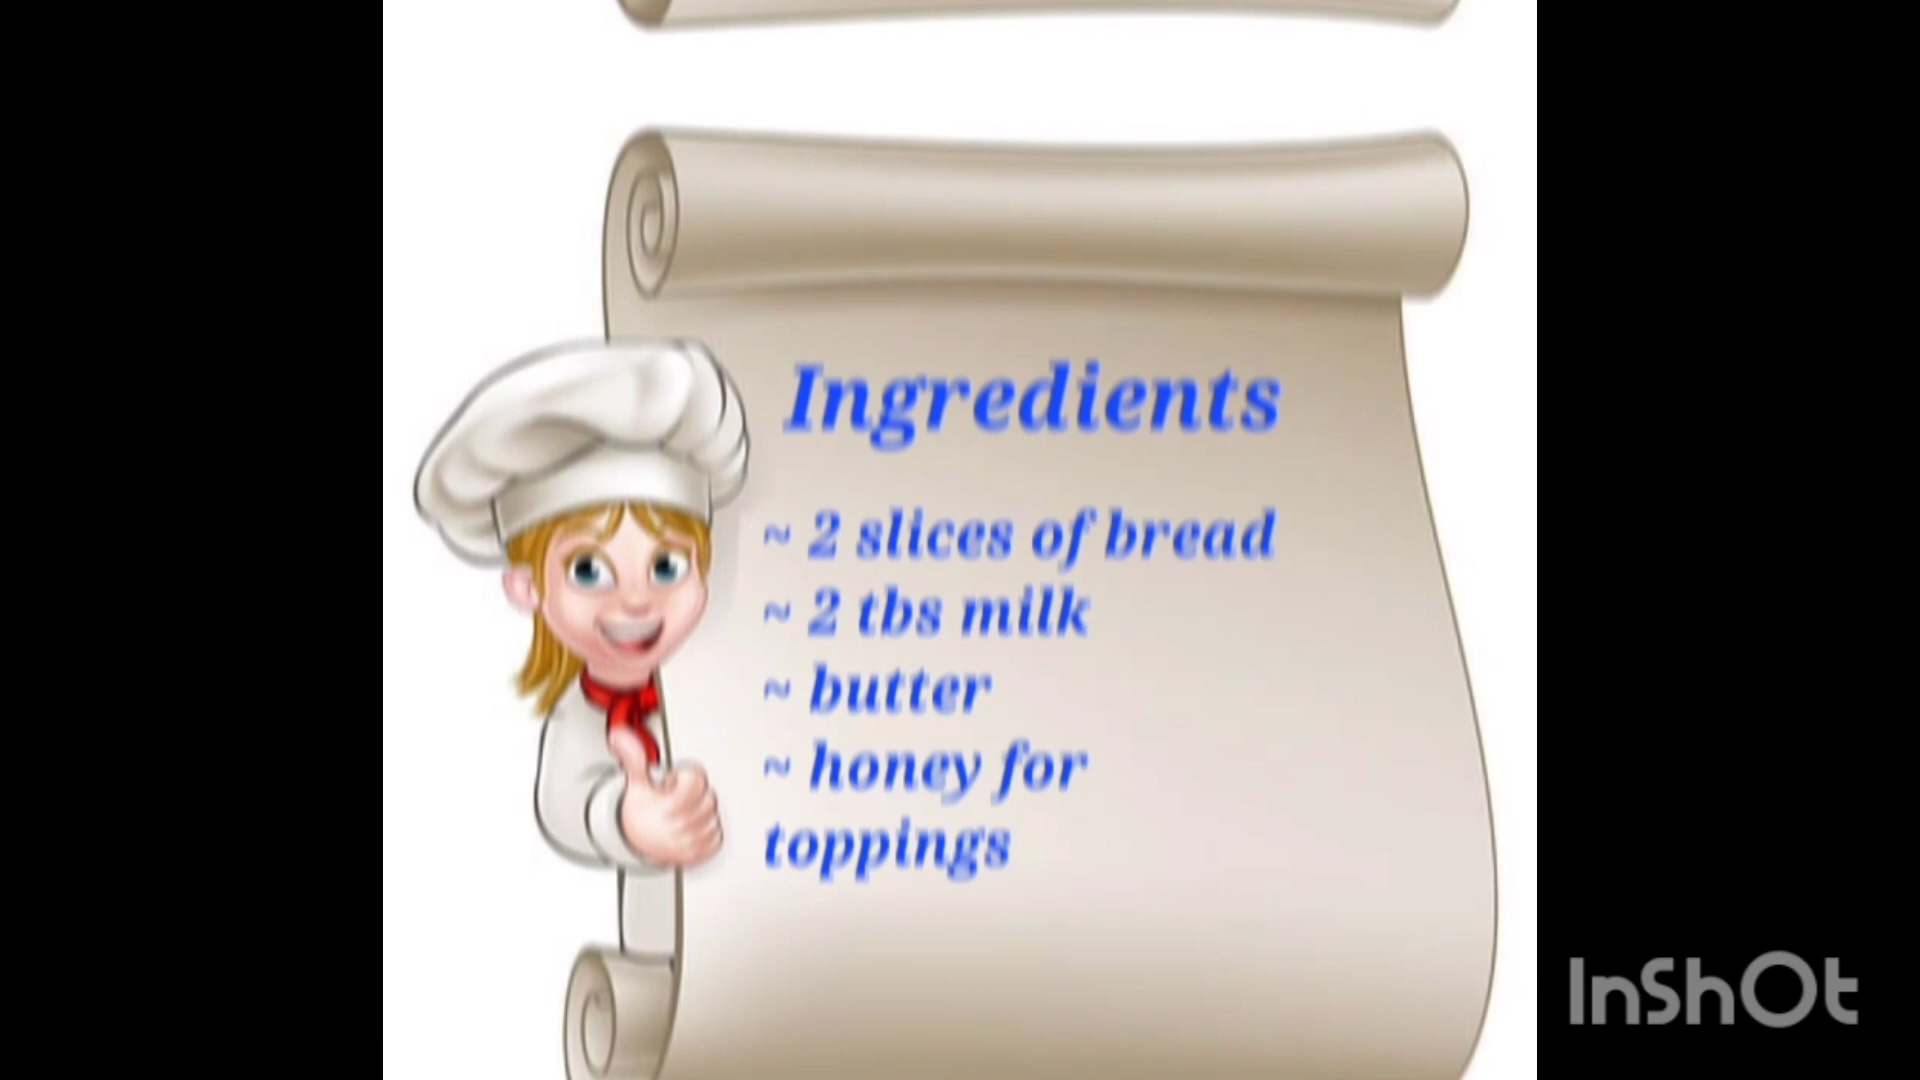 Ingredients
~ 2 slices of bread
~ 2 tbs milk
~ butter
~ honey for
toppings
InShOt